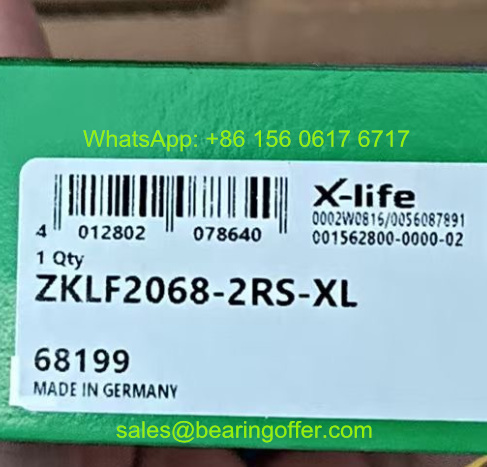 WhatsApp: +86 156 0617 6717
X-life
0002W0816/0056087891
001562800-0000-02
4 012802 078640
1 Qty
ZKLF2068-2RS-XL
68199
MADE IN GERMANY
sales@bearingoffer.com